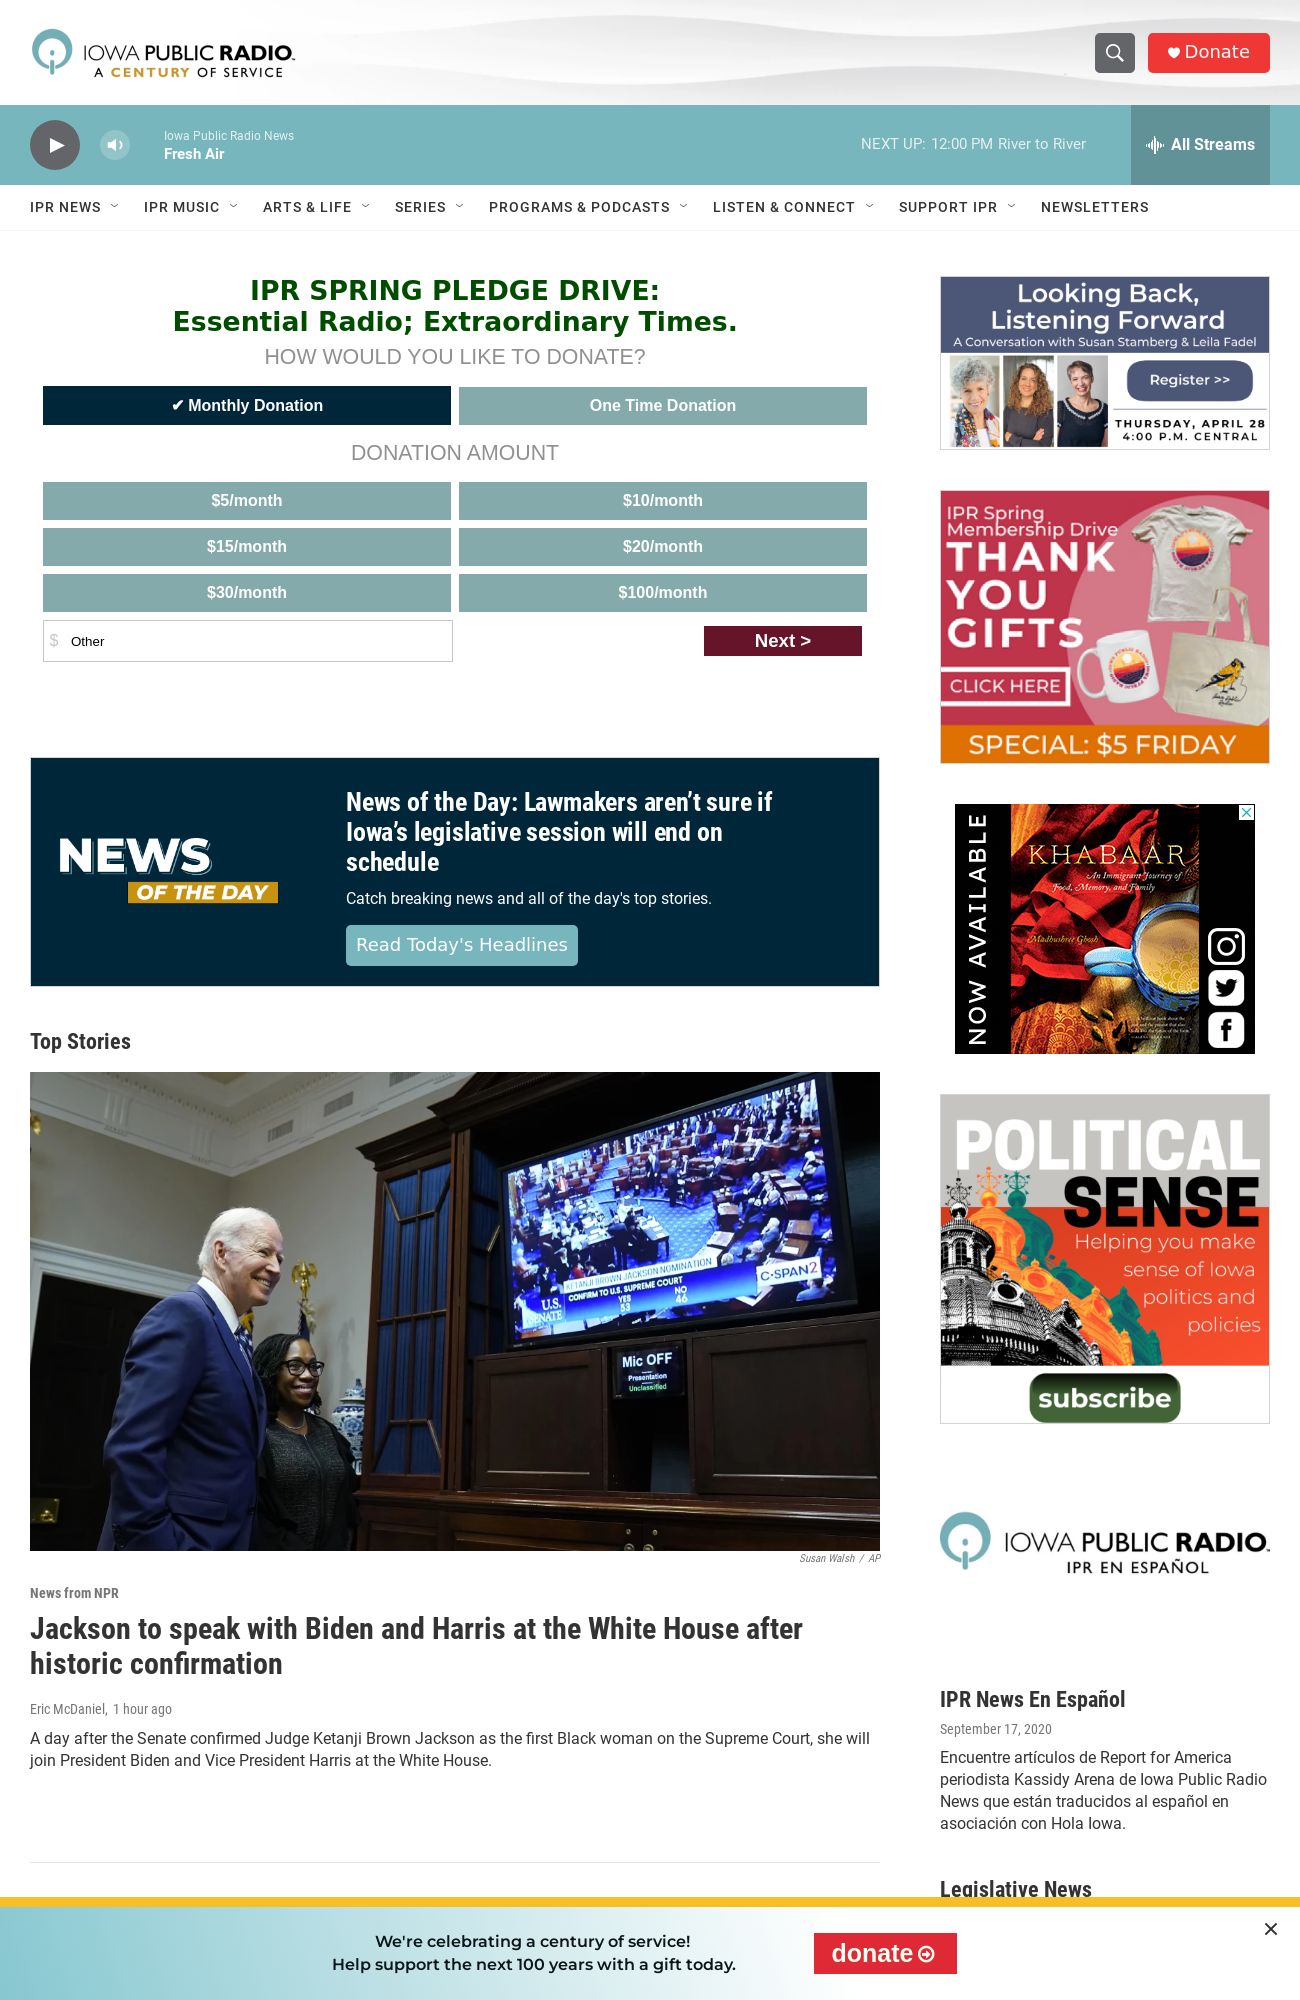 IOWA PUBLIC RADIO.
A CENTURY OF SERVICE
Donate
Iowa Public Radio News
Fresh Air
NEXT UP: 12:00 PM River to River
All Streams
IPR NEWS
IPR MUSIC
ARTS & LIFE
SERIES
PROGRAMS & PODCASTS
LISTEN & CONNECT
SUPPORT IPR
NEWSLETTERS
IPR SPRING PLEDGE DRIVE:
Essential Radio; Extraordinary Times.
HOW WOULD YOU LIKE TO DONATE?
✔ Monthly Donation
One Time Donation
DONATION AMOUNT
$5/month
$10/month
$15/month
$20/month
$30/month
$100/month
$ Other
Next >
News of the Day: Lawmakers aren’t sure if
Iowa’s legislative session will end on
schedule
NEWS
OF THE DAY
Catch breaking news and all of the day's top stories.
Read Today's Headlines
Top Stories
LIVE
KETANJI BROWN JACKSON NOMINATION
CONFIRM TO U.S. SUPREME COURT
U.S. SENATE
YES NO
53 46
C-SPAN2
Mic OFF
Presentation
Unclassified
Susan Walsh / AP
News from NPR
Jackson to speak with Biden and Harris at the White House after
historic confirmation
Eric McDaniel, 1 hour ago
A day after the Senate confirmed Judge Ketanji Brown Jackson as the first Black woman on the Supreme Court, she will
join President Biden and Vice President Harris at the White House.
Looking Back,
Listening Forward
A Conversation with Susan Stamberg & Leila Fadel
Register >>
THURSDAY, APRIL 28
4:00 P.M. CENTRAL
IPR Spring
Membership Drive
THANK
YOU
GIFTS
CLICK HERE
SPECIAL: $5 FRIDAY
NOW AVAILABLE
KHABAAR
An Immigrant Journey of
Food, Memory, and Family
Madhushree Ghosh
POLITICAL
SENSE
Helping you make
sense of Iowa
politics and
policies
subscribe
IOWA PUBLIC RADIO.
IPR EN ESPAÑOL
IPR News En Español
September 17, 2020
Encuentre artículos de Report for America
periodista Kassidy Arena de Iowa Public Radio
News que están traducidos al español en
asociación con Hola Iowa.
Legislative News
We're celebrating a century of service!
Help support the next 100 years with a gift today.
donate